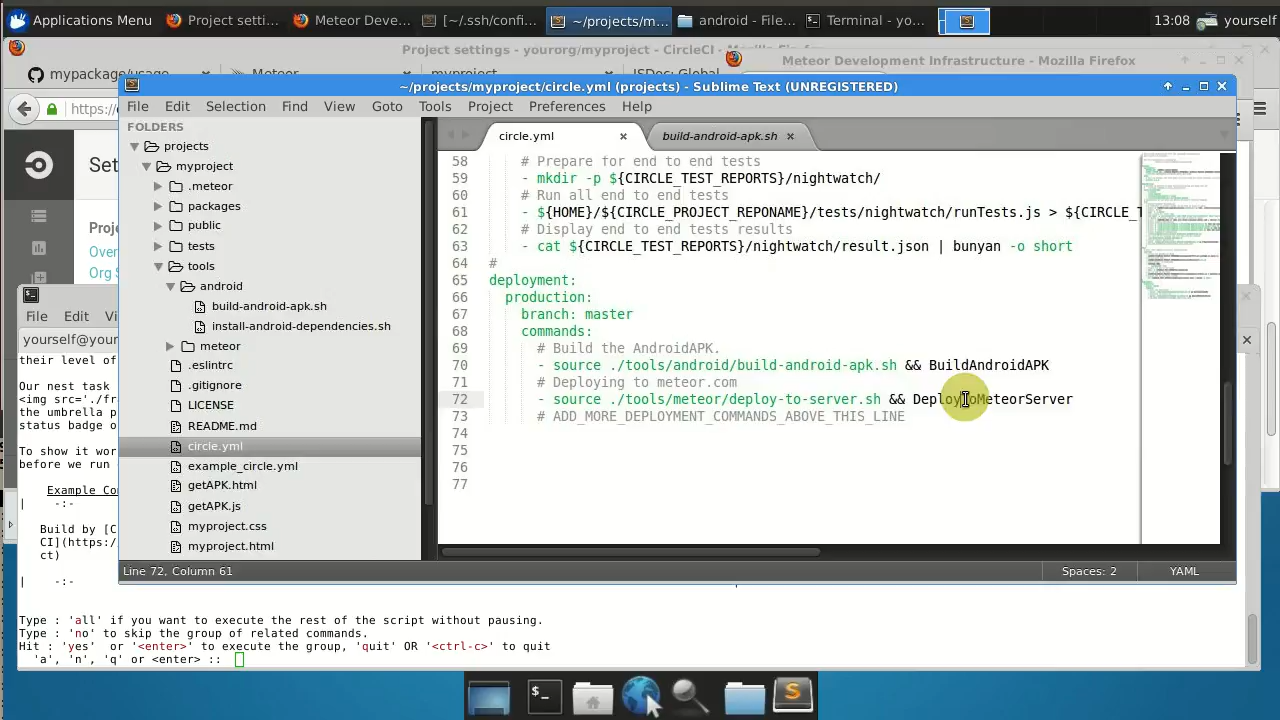 Applications Menu
Project setti...
Meteor Deve...
[~/.ssh/confi...
~/projects/m...
android - File...
Terminal - yo...
13:08
yourself
Project settings - yourorg/myproject - CircleCI -
Meteor Development Infrastructure - Mozilla Firefox
mypackage/usage
Meteor
myproject
JSDoc: Global
https:/
~/projects/myproject/circle.yml (projects) - Sublime Text (UNREGISTERED)
File Edit Selection Find View Goto Tools Project Preferences Help
FOLDERS
projects
myproject
.meteor
packages
public
tests
tools
android
build-android-apk.sh
install-android-dependencies.sh
meteor
.eslintrc
.gitignore
LICENSE
README.md
circle.yml
example_circle.yml
getAPK.html
getAPK.js
myproject.css
myproject.html
circle.yml
build-android-apk.sh
58 # Prepare for end to end tests
59 - mkdir -p ${CIRCLE_TEST_REPORTS}/nightwatch/
60 # Run all end to end tests
61 - ${HOME}/${CIRCLE_PROJECT_REPONAME}/tests/nightwatch/runTests.js > ${CIRCLE_T
62 # Display end to end tests results
63 - cat ${CIRCLE_TEST_REPORTS}/nightwatch/result.json | bunyan -o short
64 #
65 deployment:
66 production:
67 branch: master
68 commands:
69 # Build the AndroidAPK.
70 - source ./tools/android/build-android-apk.sh && BuildAndroidAPK
71 # Deploying to meteor.com
72 - source ./tools/meteor/deploy-to-server.sh && DeployToMeteorServer
73 # ADD_MORE_DEPLOYMENT_COMMANDS_ABOVE_THIS_LINE
74
75
76
77
Line 72, Column 61
Spaces: 2
YAML
Set
Proje
Over
Org S
File Edit Vi
yourself@your
their level of
Our nest task
<img src='./fr
the umbrella p
status badge o
To show it wor
before we run
Example Co
| -:-
Build by [C
CI](https:/
ct)
| -:-
Type : 'all' if you want to execute the rest of the script without pausing.
Type : 'no' to skip the group of related commands.
Hit : 'yes' or '<enter>' to execute the group, 'quit' OR '<ctrl-c>' to quit
'a', 'n', 'q' or <enter> ::